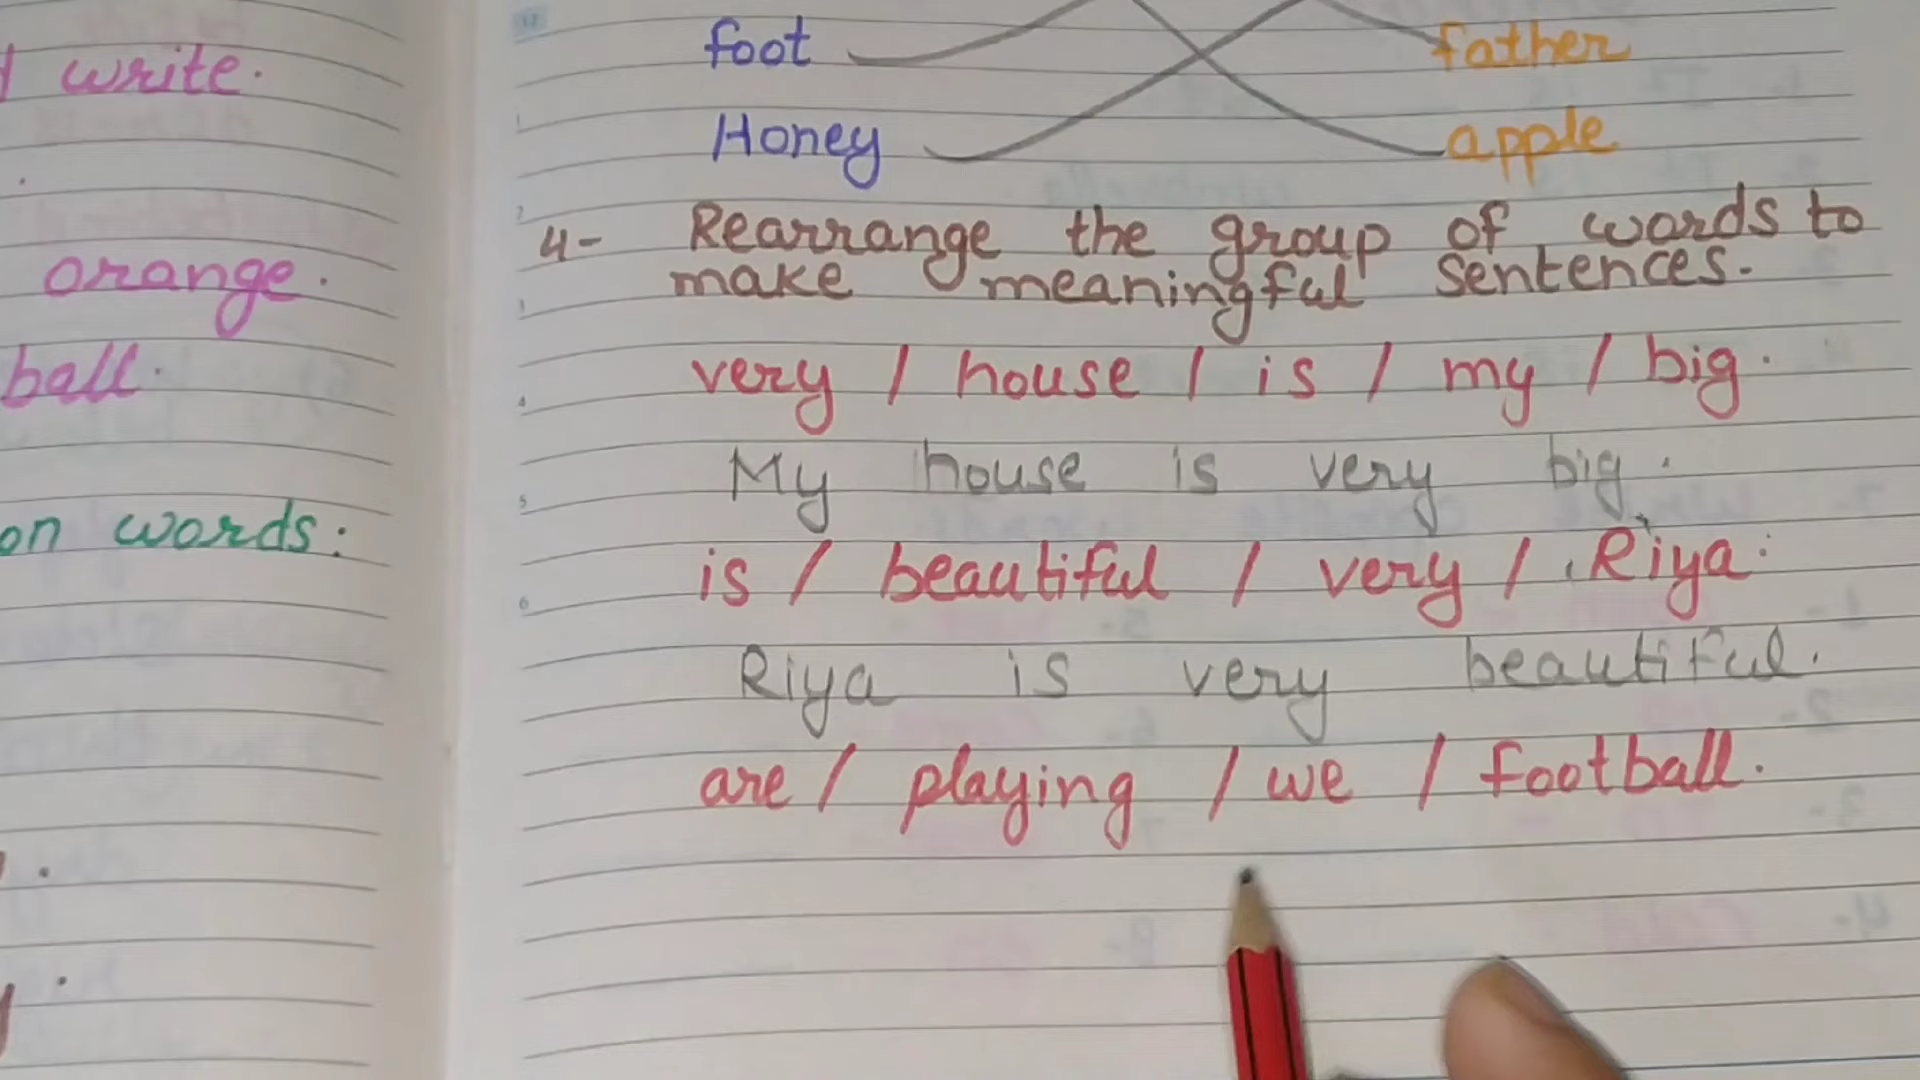 write.
orange.
ball.
on words:
foot father
Honey apple
4- Rearrange the group of words to
make meaningful sentences.
very / house / is / my / big.
My house is very big.
is / beautiful / very / Riya.
Riya is very beautiful.
are / playing / we / football.